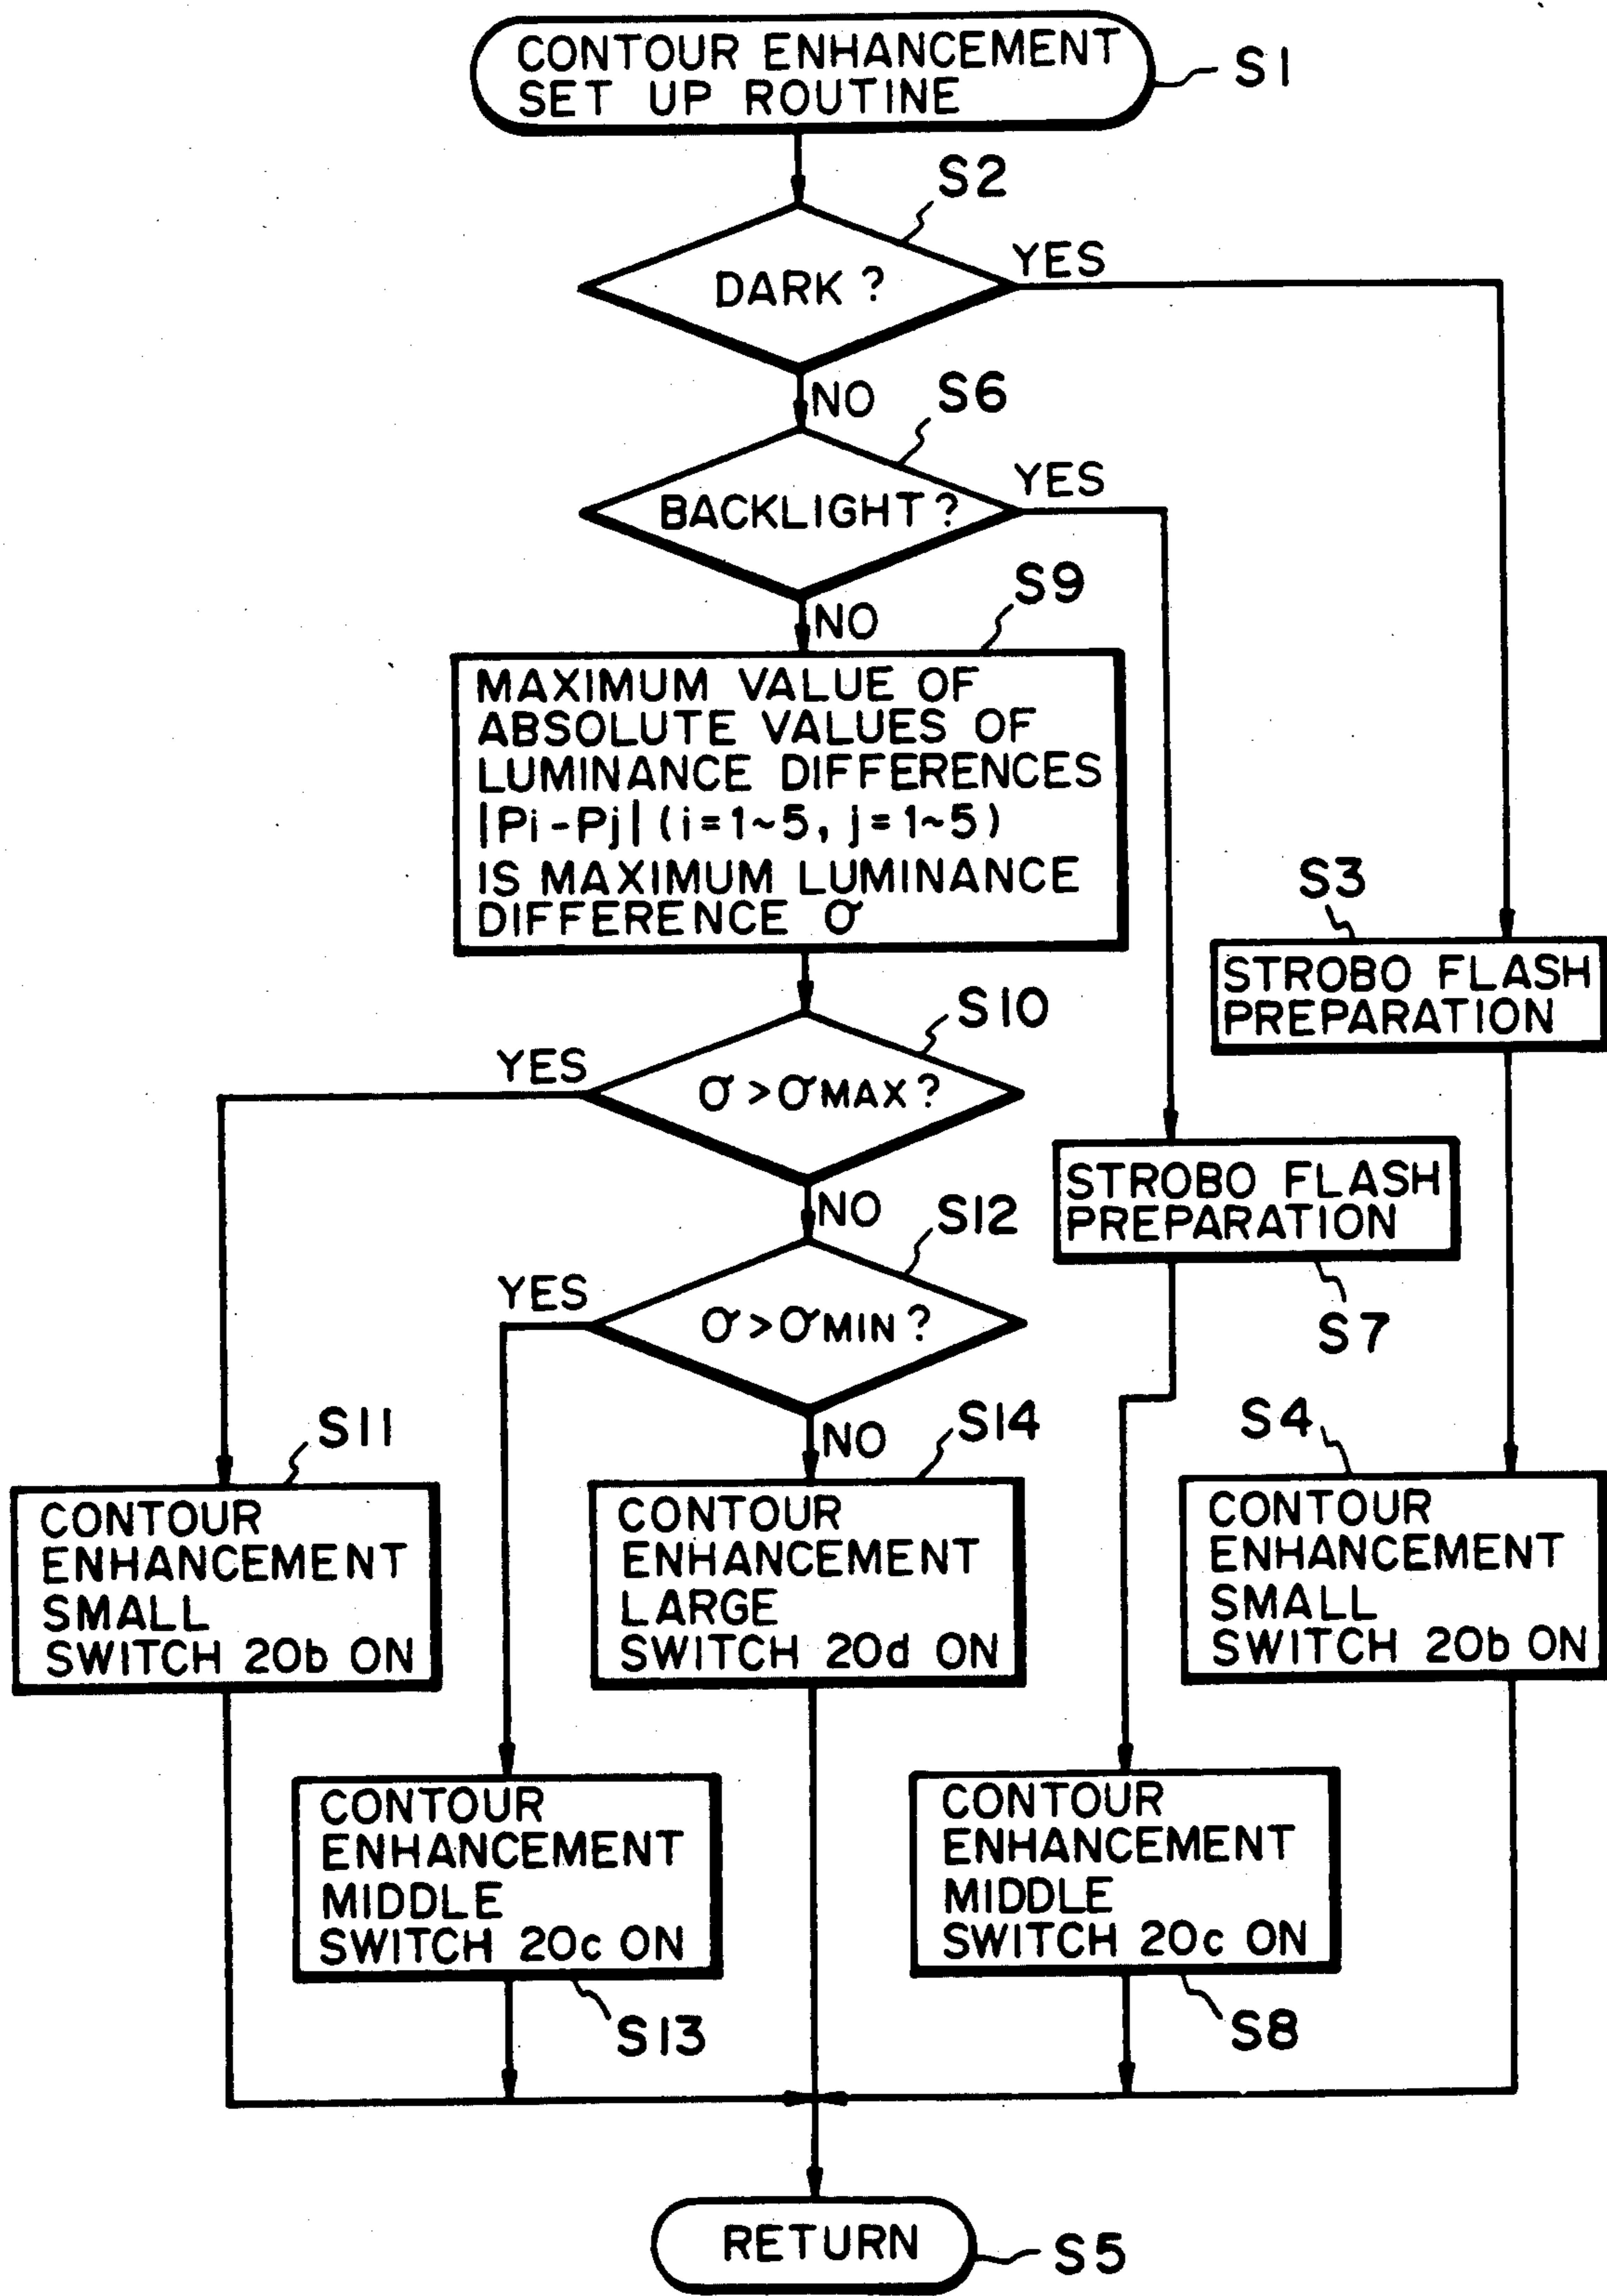 CONTOUR ENHANCEMENT
SET UP ROUTINE
S1
S2
DARK ?
YES
NO
S6
BACKLIGHT ?
YES
NO
S9
MAXIMUM VALUE OF
ABSOLUTE VALUES OF
LUMINANCE DIFFERENCES
|Pi-Pj| (i=1~5, j=1~5)
IS MAXIMUM LUMINANCE
DIFFERENCE σ
S3
STROBO FLASH
PREPARATION
S10
YES
σ>σMAX?
NO
STROBO FLASH
PREPARATION
S7
S12
YES
σ>σMIN?
NO
S11
CONTOUR
ENHANCEMENT
SMALL
SWITCH 20b ON
S14
CONTOUR
ENHANCEMENT
LARGE
SWITCH 20d ON
S4
CONTOUR
ENHANCEMENT
SMALL
SWITCH 20b ON
CONTOUR
ENHANCEMENT
MIDDLE
SWITCH 20c ON
S13
CONTOUR
ENHANCEMENT
MIDDLE
SWITCH 20c ON
S8
RETURN
S5